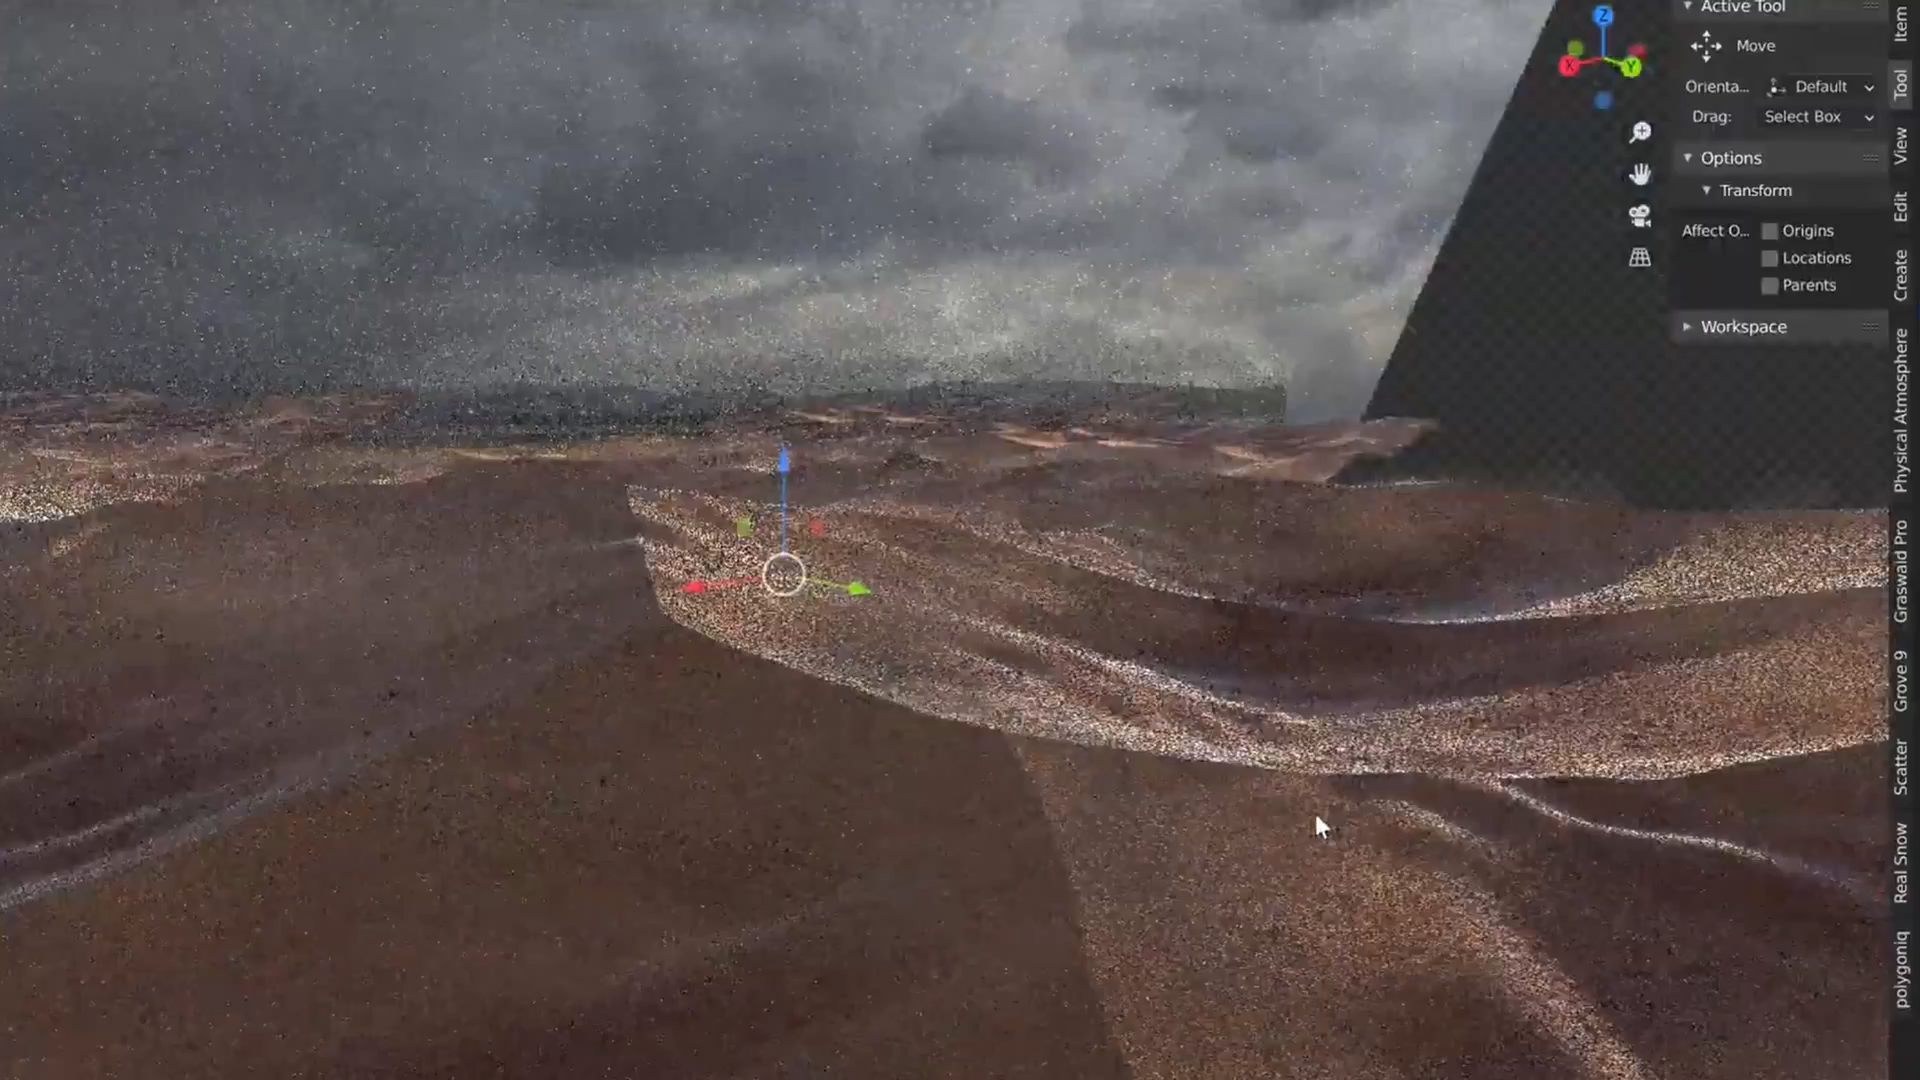 Active Tool
Move
Orienta... Default
Drag: Select Box
Options
Transform
Affect O... Origins
Locations
Parents
Workspace
Z
X
Y
Item
Tool
View
Edit
Create
Physical Atmosphere
Graswald Pro
Grove 9
Scatter
Real Snow
polygoniq